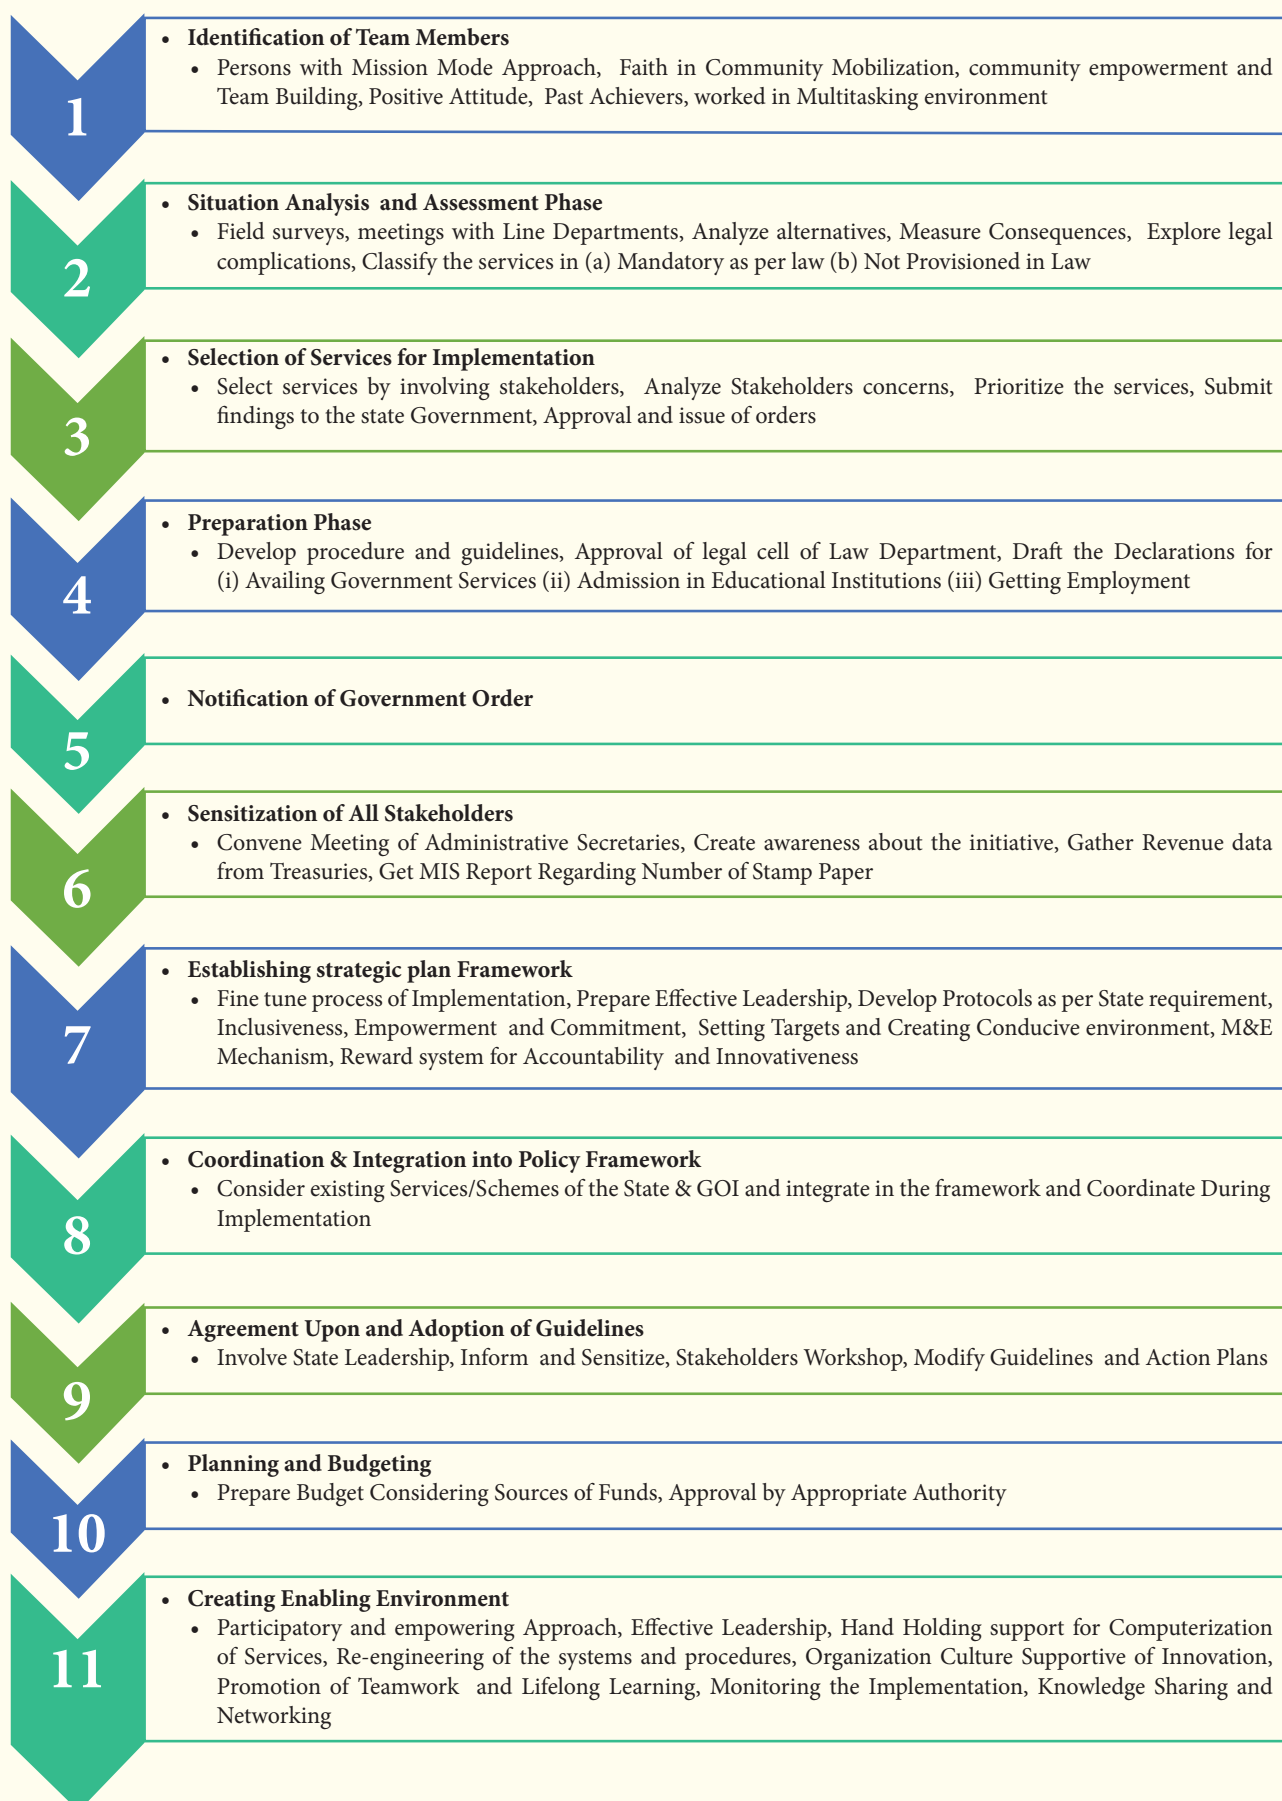 1
• Identification of Team Members
• Persons with Mission Mode Approach, Faith in Community Mobilization, community empowerment and
Team Building, Positive Attitude, Past Achievers, worked in Multitasking environment
2
• Situation Analysis and Assessment Phase
• Field surveys, meetings with Line Departments, Analyze alternatives, Measure Consequences, Explore legal
complications, Classify the services in (a) Mandatory as per law (b) Not Provisioned in Law
3
• Selection of Services for Implementation
• Select services by involving stakeholders, Analyze Stakeholders concerns, Prioritize the services, Submit
findings to the state Government, Approval and issue of orders
4
• Preparation Phase
• Develop procedure and guidelines, Approval of legal cell of Law Department, Draft the Declarations for
(i) Availing Government Services (ii) Admission in Educational Institutions (iii) Getting Employment
5
• Notification of Government Order
6
• Sensitization of All Stakeholders
• Convene Meeting of Administrative Secretaries, Create awareness about the initiative, Gather Revenue data
from Treasuries, Get MIS Report Regarding Number of Stamp Paper
7
• Establishing strategic plan Framework
• Fine tune process of Implementation, Prepare Effective Leadership, Develop Protocols as per State requirement,
Inclusiveness, Empowerment and Commitment, Setting Targets and Creating Conducive environment, M&E
Mechanism, Reward system for Accountability and Innovativeness
8
• Coordination & Integration into Policy Framework
• Consider existing Services/Schemes of the State & GOI and integrate in the framework and Coordinate During
Implementation
9
• Agreement Upon and Adoption of Guidelines
• Involve State Leadership, Inform and Sensitize, Stakeholders Workshop, Modify Guidelines and Action Plans
10
• Planning and Budgeting
• Prepare Budget Considering Sources of Funds, Approval by Appropriate Authority
11
• Creating Enabling Environment
• Participatory and empowering Approach, Effective Leadership, Hand Holding support for Computerization
of Services, Re-engineering of the systems and procedures, Organization Culture Supportive of Innovation,
Promotion of Teamwork and Lifelong Learning, Monitoring the Implementation, Knowledge Sharing and
Networking